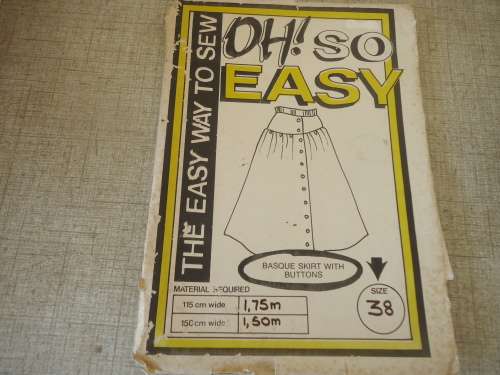 OH! SO
EASY
THE EASY WAY TO SEW
BASQUE SKIRT WITH
BUTTONS
MATERIAL REQUIRED
115 cm wide 1,75m
150 cm wide 1,50m
SIZE
38